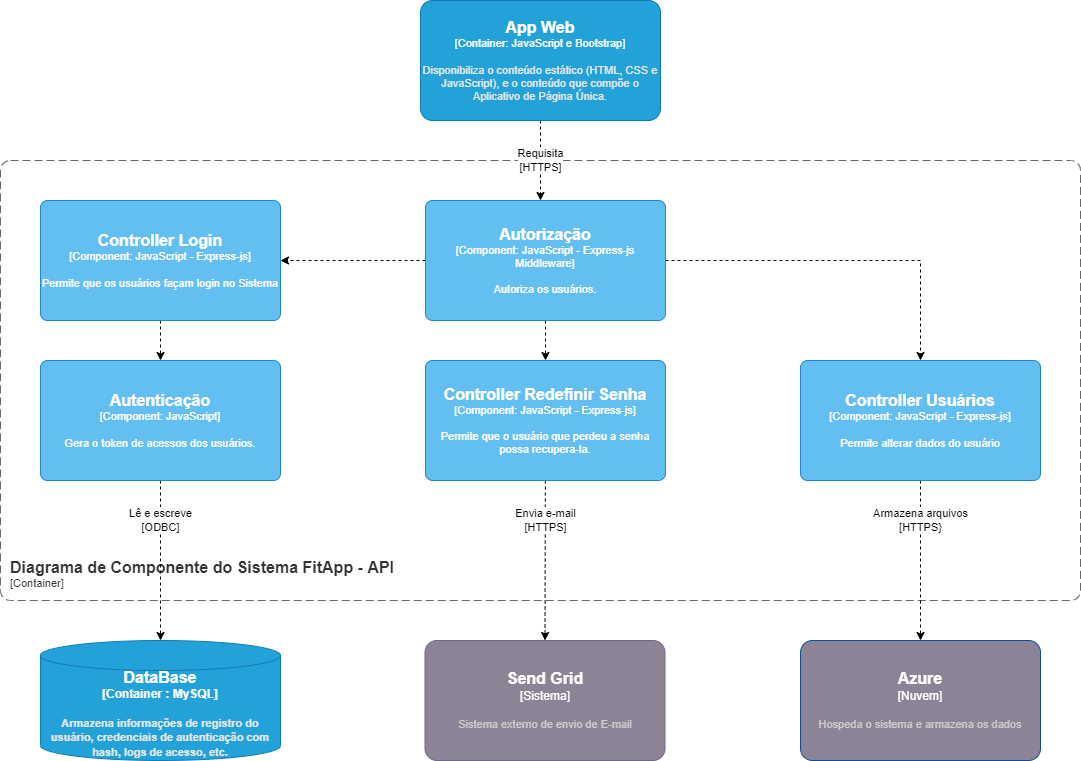 App Web
[Container: JavaScript e Bootstrap]
Disponibiliza o conteúdo estático (HTML, CSS e
JavaScript), e o conteúdo que compõe o
Aplicativo de Página Única.
Requisita
[HTTPS]
Controller Login
[Component: JavaScript - Express-js]
Permite que os usuários façam login no Sistema
Autorização
[Component: JavaScript - Express-js
Middleware]
Autoriza os usuários.
Autenticação
[Component: JavaScript]
Gera o token de acessos dos usuários.
Controller Redefinir Senha
[Component: JavaScript - Express-js]
Permite que o usuário que perdeu a senha
possa recupera-la.
Controller Usuários
[Component: JavaScript - Express-js]
Permite alterar dados do usuário
Lê e escreve
[ODBC]
Envia e-mail
[HTTPS]
Armazena arquivos
[HTTPS}
Diagrama de Componente do Sistema FitApp - API
[Container]
DataBase
[Container : MySQL]
Armazena informações de registro do
usuário, credenciais de autenticação com
hash, logs de acesso, etc.
Send Grid
[Sistema]
Sistema externo de envio de E-mail
Azure
[Nuvem]
Hospeda o sistema e armazena os dados